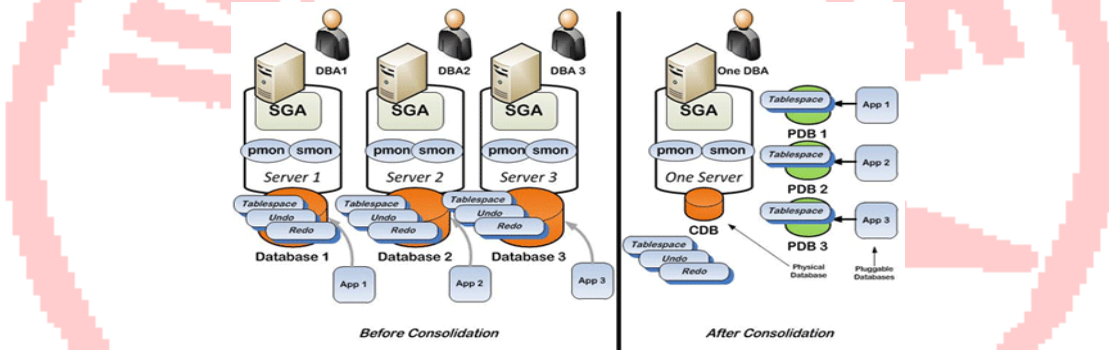 DBA1
DBA2
DBA 3
SGA
SGA
SGA
pmon
smon
pmon
smon
pmon
smon
Server 1
Server 2
Server 3
Tablespace
Undo
Redo
Tablespace
Undo
Redo
Tablespace
Undo
Redo
Database 1
Database 2
Database 3
App 1
App 2
App 3
Before Consolidation
One DBA
SGA
pmon
smon
One Server
CDB
Tablespace
Undo
Redo
Tablespace
App 1
PDB 1
Tablespace
App 2
PDB 2
Tablespace
App 3
PDB 3
Physical
Database
Pluggable
Databases
After Consolidation